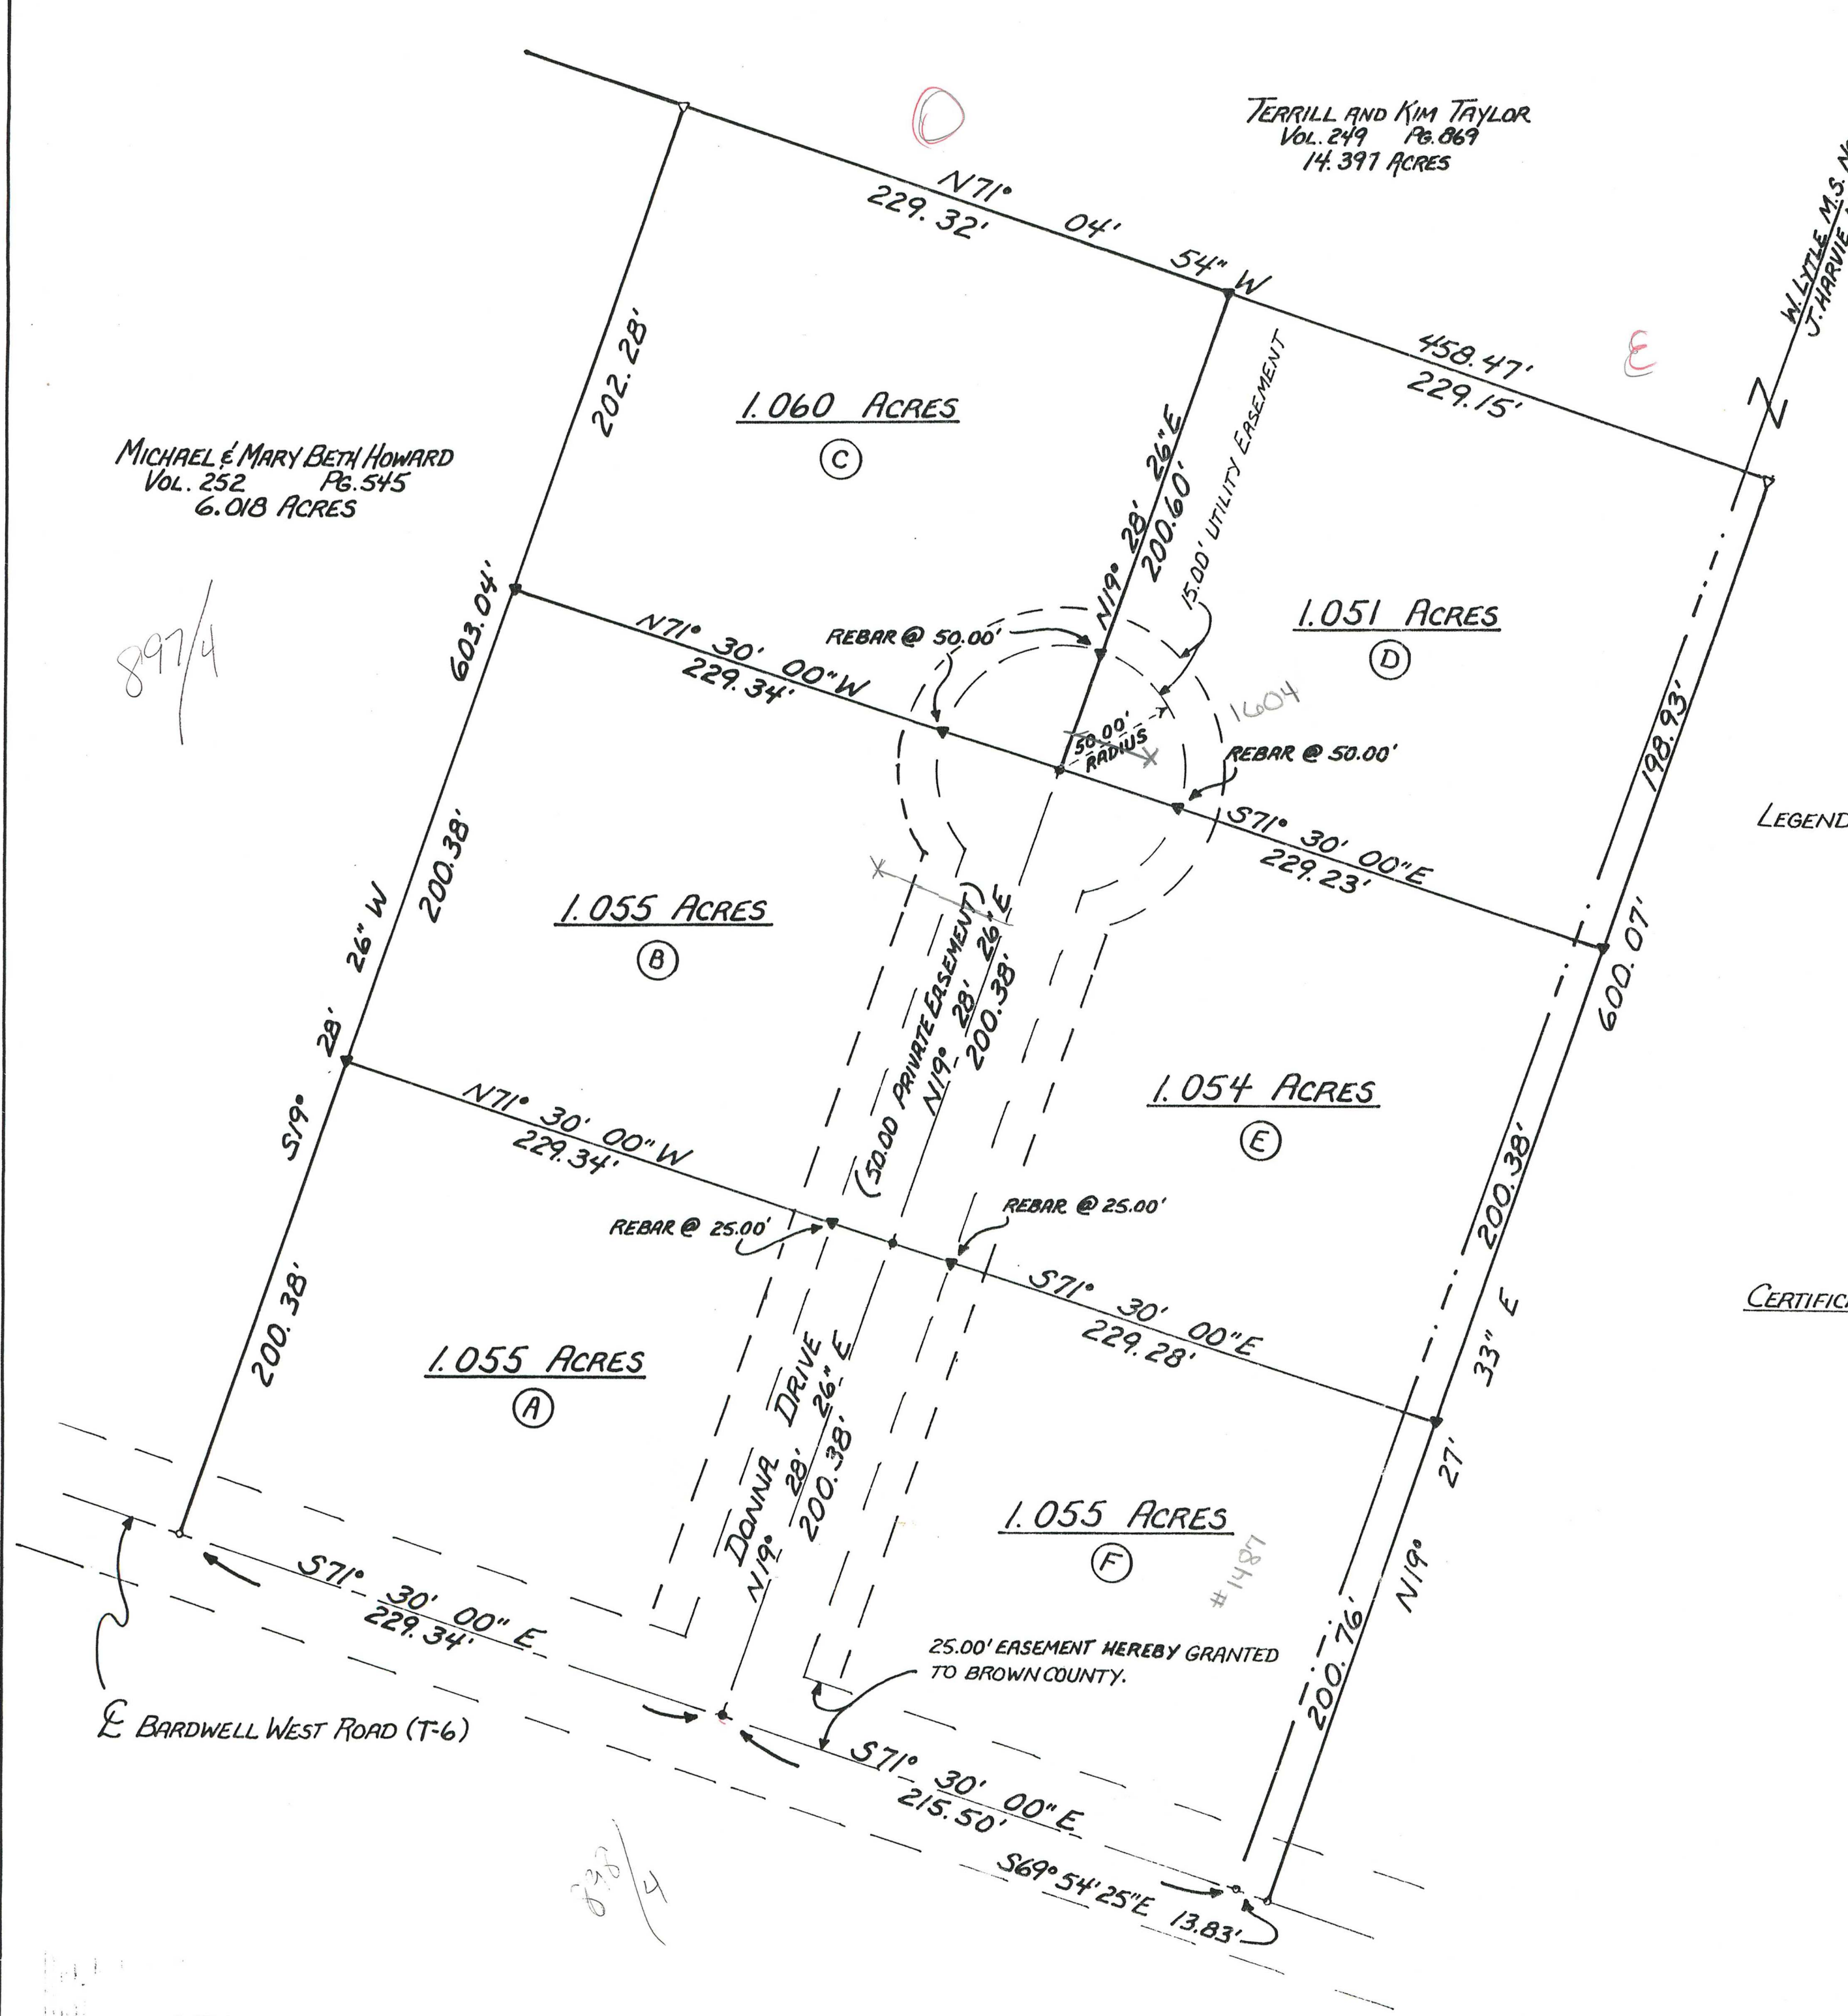 TERRILL AND KIM TAYLOR
VOL. 249 PG. 869
14.397 ACRES
N71° 04' 54" W
229.32'
458.47'
229.15'
E
W. LYTLE M.S.
J. HARVIE
202.28'
1.060 ACRES
C
N19° 28' 26" E
200.60'
15.00' UTILITY EASEMENT
MICHAEL & MARY BETH HOWARD
VOL. 252 PG. 545
6.018 ACRES
603.04'
897/4
N71° 30' 00" W
229.34'
REBAR @ 50.00'
1.051 ACRES
D
1604
50.00'
RADIUS
REBAR @ 50.00'
198.93'
LEGEND
S71° 30' 00" E
229.23'
200.38'
1.055 ACRES
B
(50.00 PRIVATE EASEMENT)
N19° 28' 26" E
200.38'
600.07'
S19° 28' 26" W
1.054 ACRES
E
N71° 30' 00" W
229.34'
REBAR @ 25.00'
REBAR @ 25.00'
200.38'
S71° 30' 00" E
229.28'
N19° 27' 33" E
200.38'
1.055 ACRES
A
DONNA DRIVE
N19° 28' 26" E
200.38'
1.055 ACRES
F
#1487
200.76'
S71° 30' 00" E
229.34'
25.00' EASEMENT HEREBY GRANTED
TO BROWN COUNTY.
℄ BARDWELL WEST ROAD (T-6)
S71° 30' 00" E
215.50'
S69° 54' 25" E 13.83'